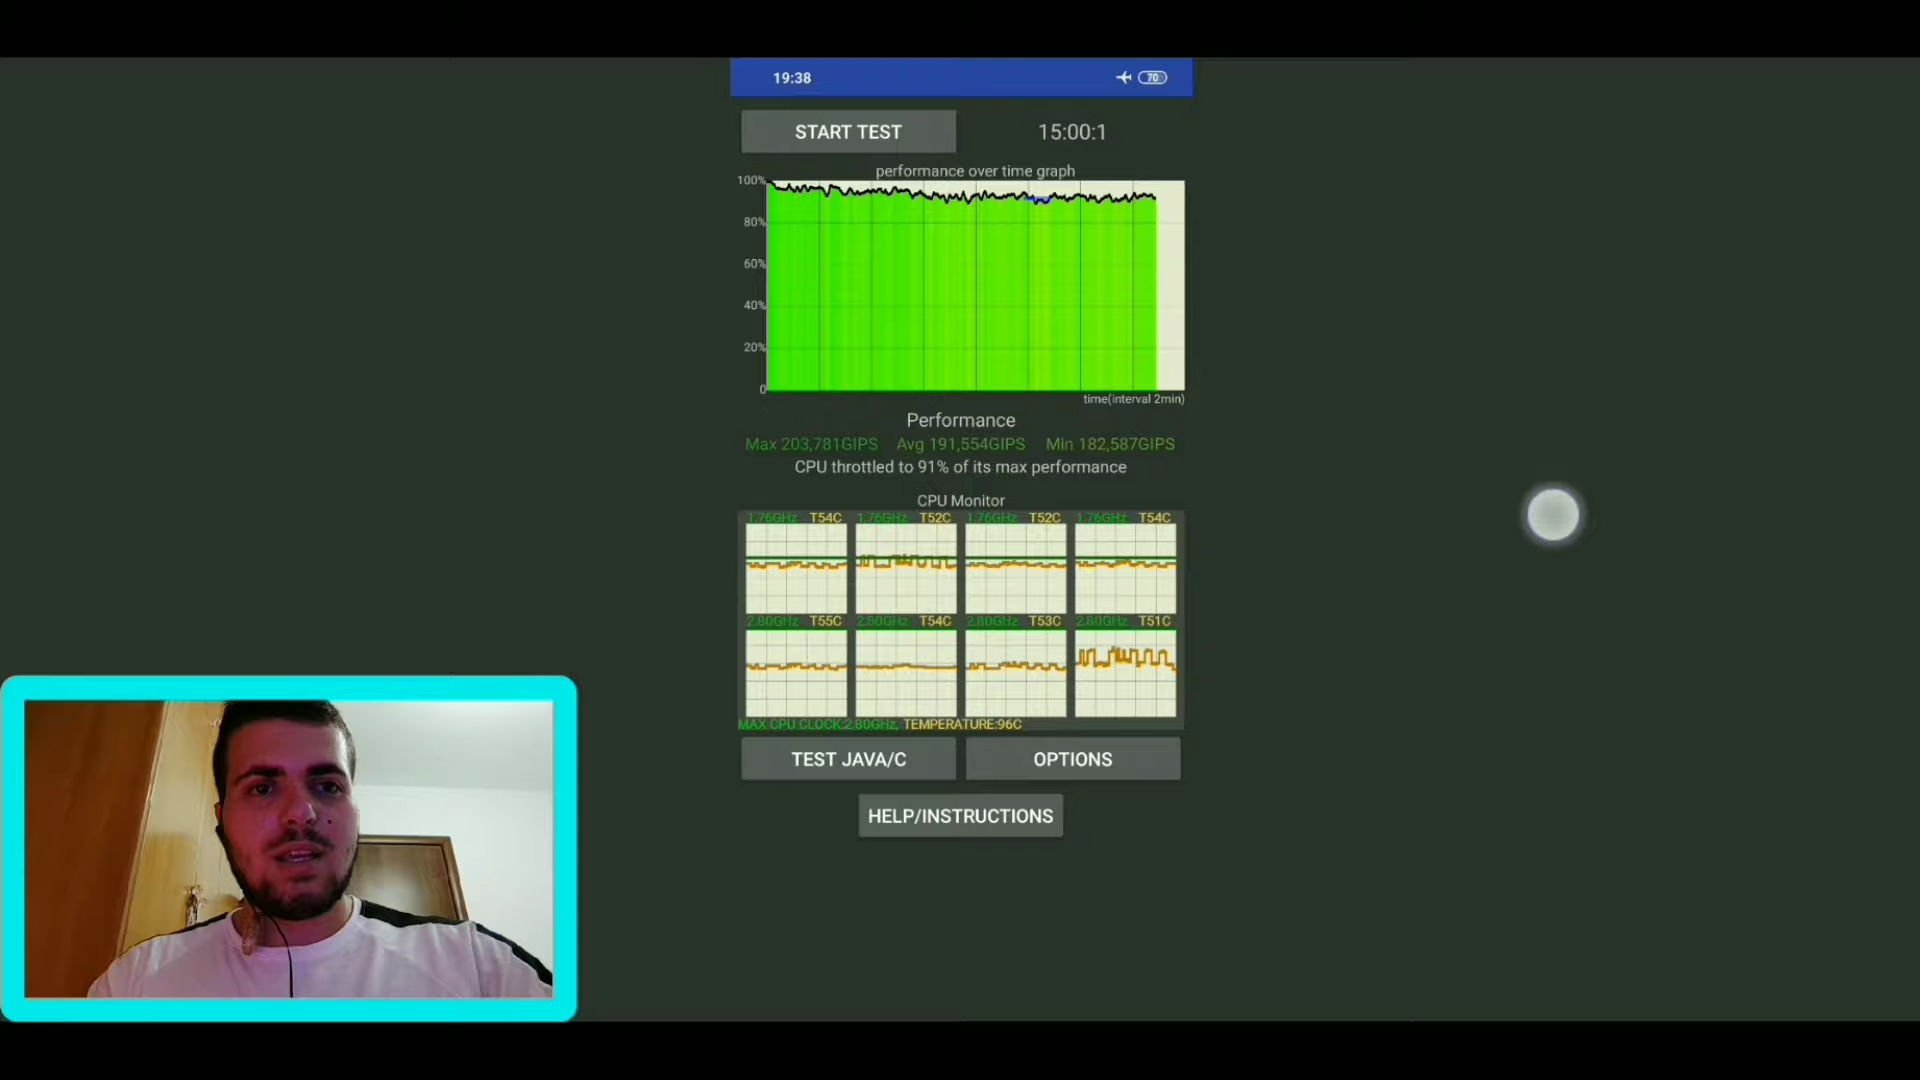 19:38 70
START TEST 15:00:1
performance over time graph
100%
80%
60%
40%
20%
0
time(interval 2min)
Performance
Max 203,781GIPS Avg 191,554GIPS Min 182,587GIPS
CPU throttled to 91% of its max performance
CPU Monitor
1.76GHz T54C 1.76GHz T52C 1.76GHz T52C 1.76GHz T54C
2.80GHz T55C 2.80GHz T54C 2.80GHz T53C 2.80GHz T51C
MAX CPU CLOCK:2.80GHz, TEMPERATURE:96C
TEST JAVA/C OPTIONS
HELP/INSTRUCTIONS